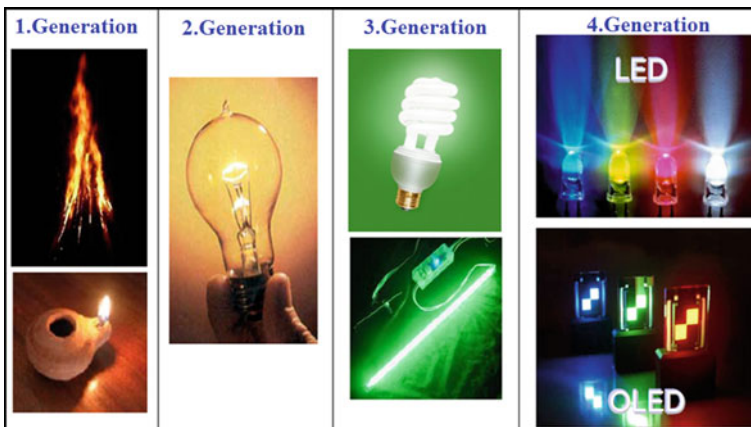 1.Generation
2.Generation
3.Generation
4.Generation
LED
OLED